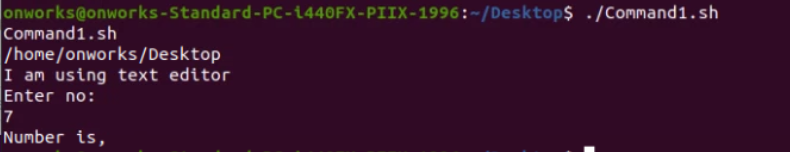 onworks@onworks-Standard-PC-i440FX-PIIX-1996:~/Desktop$ ./Command1.sh
Command1.sh
/home/onworks/Desktop
I am using text editor
Enter no:
7
Number is,